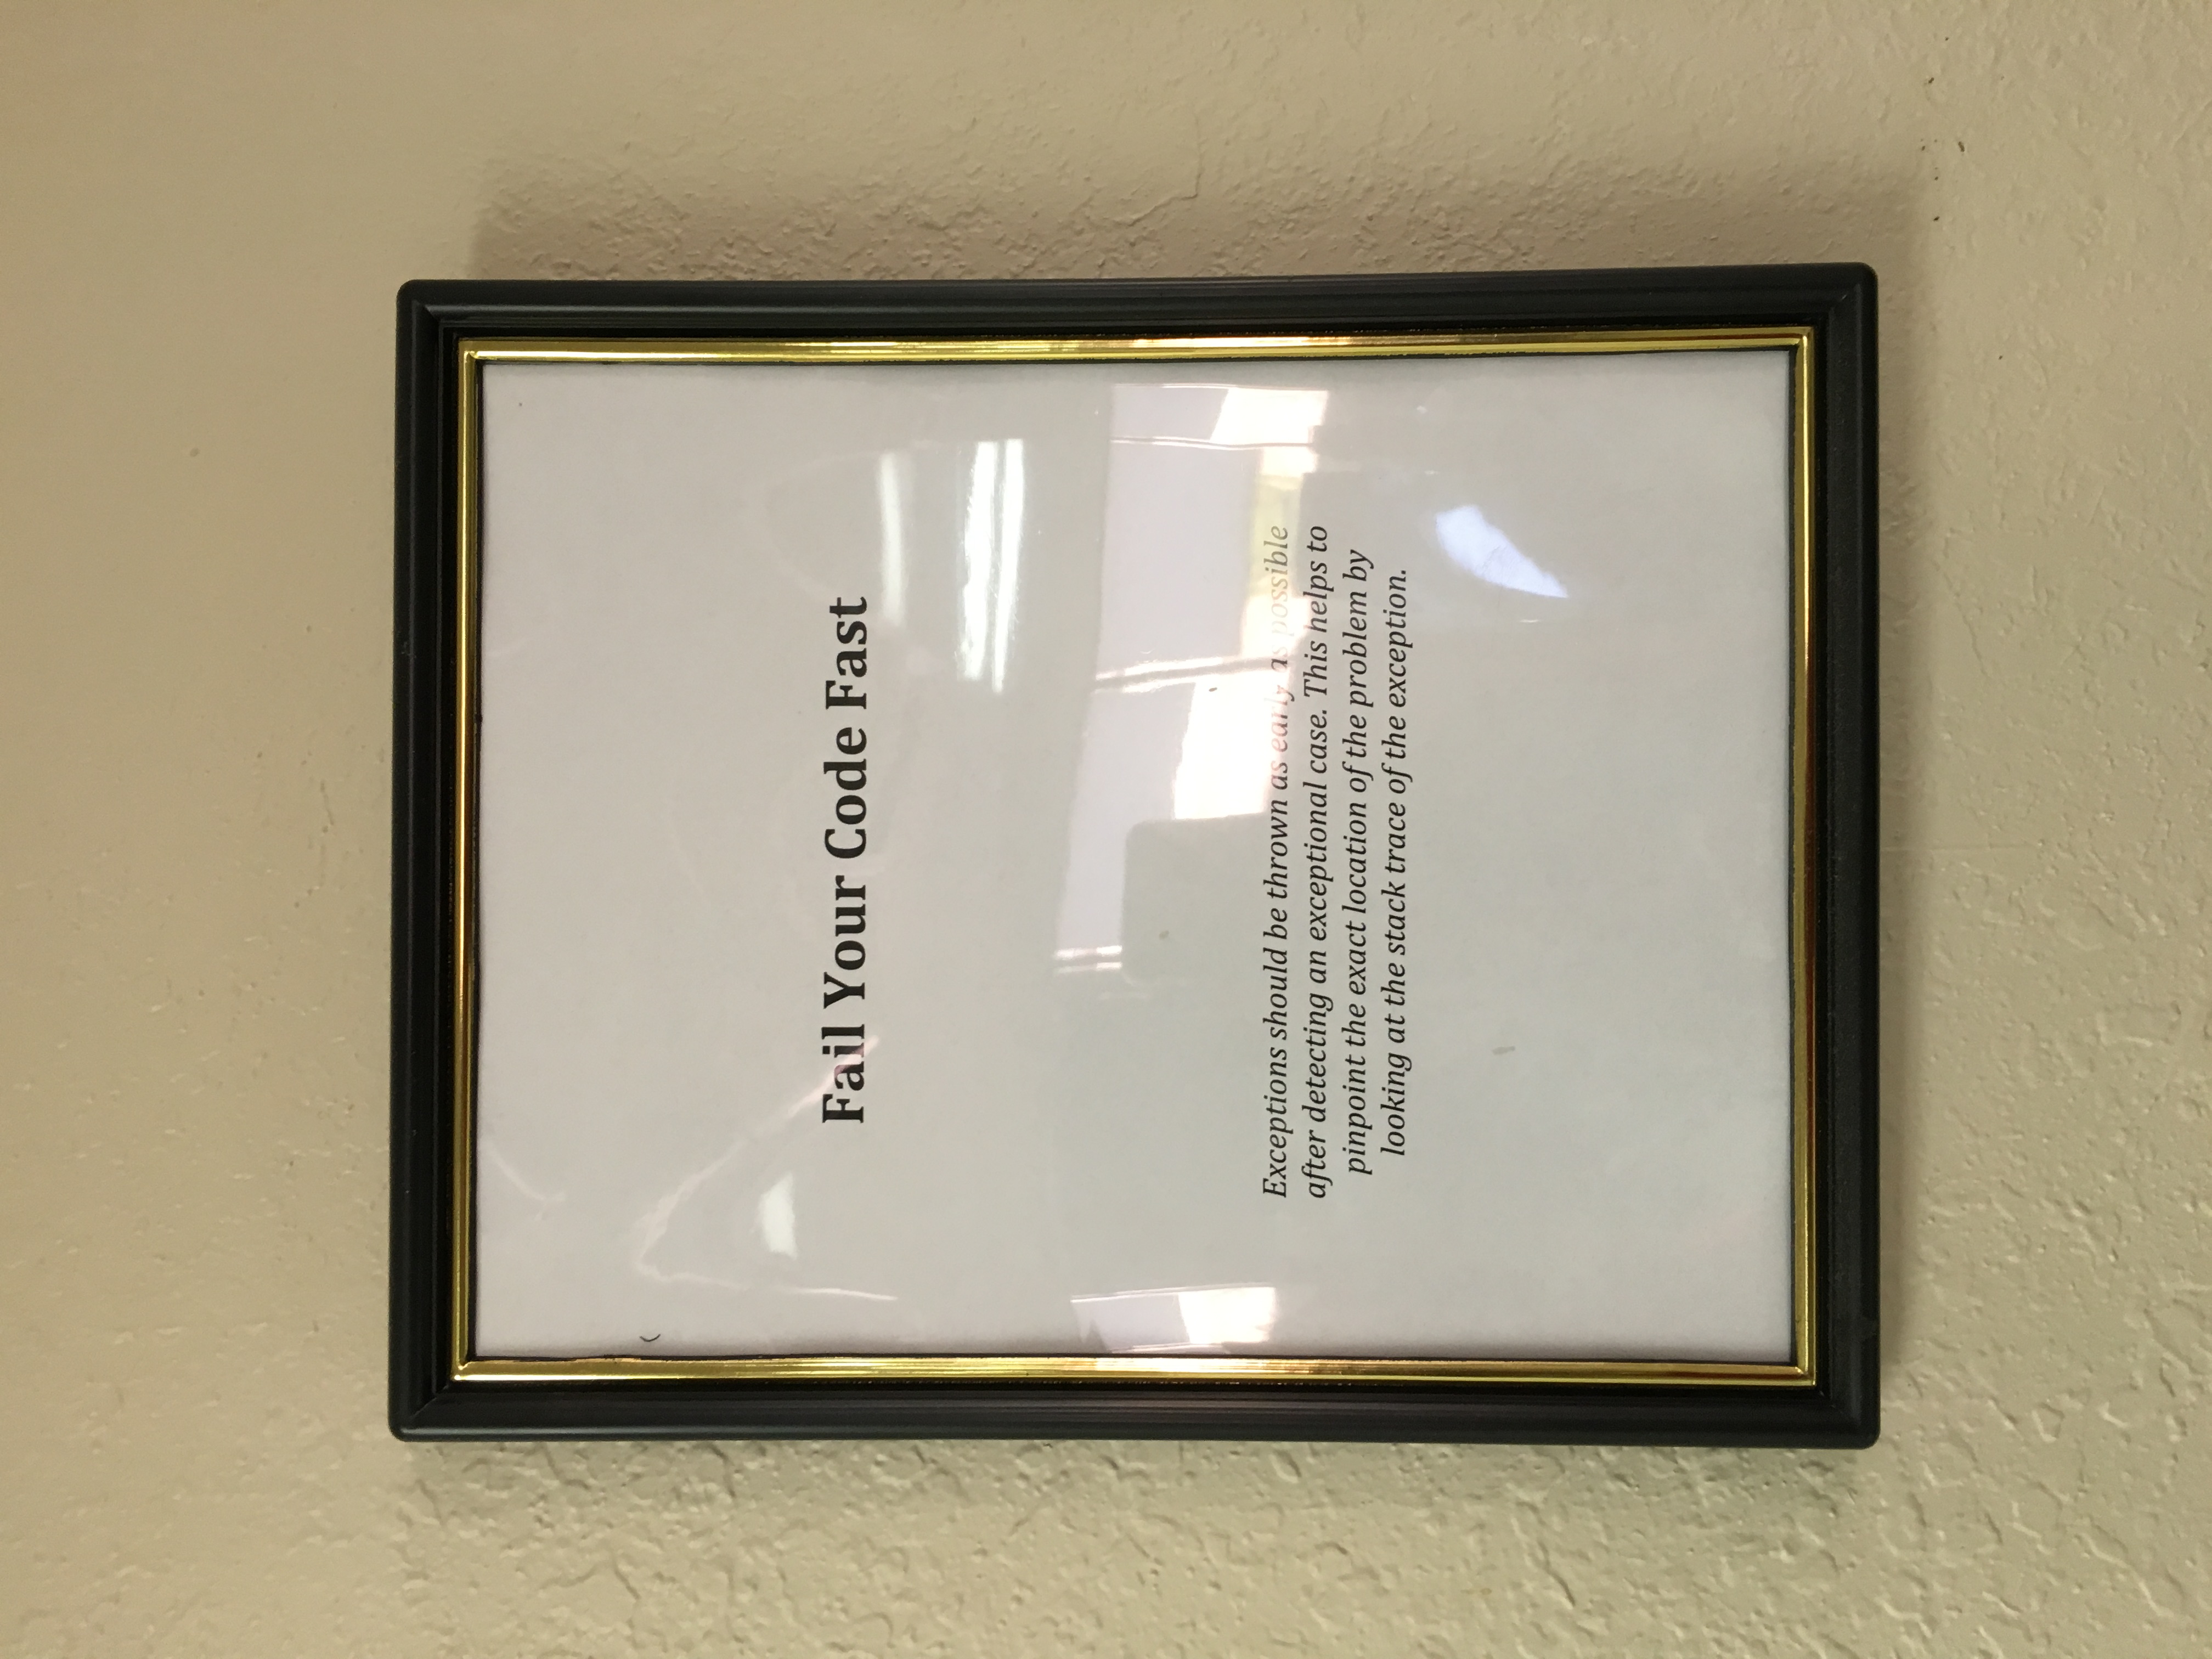 Fail Your Code Fast
Exceptions should be thrown as early as possible
after detecting an exceptional case. This helps to
pinpoint the exact location of the problem by
looking at the stack trace of the exception.